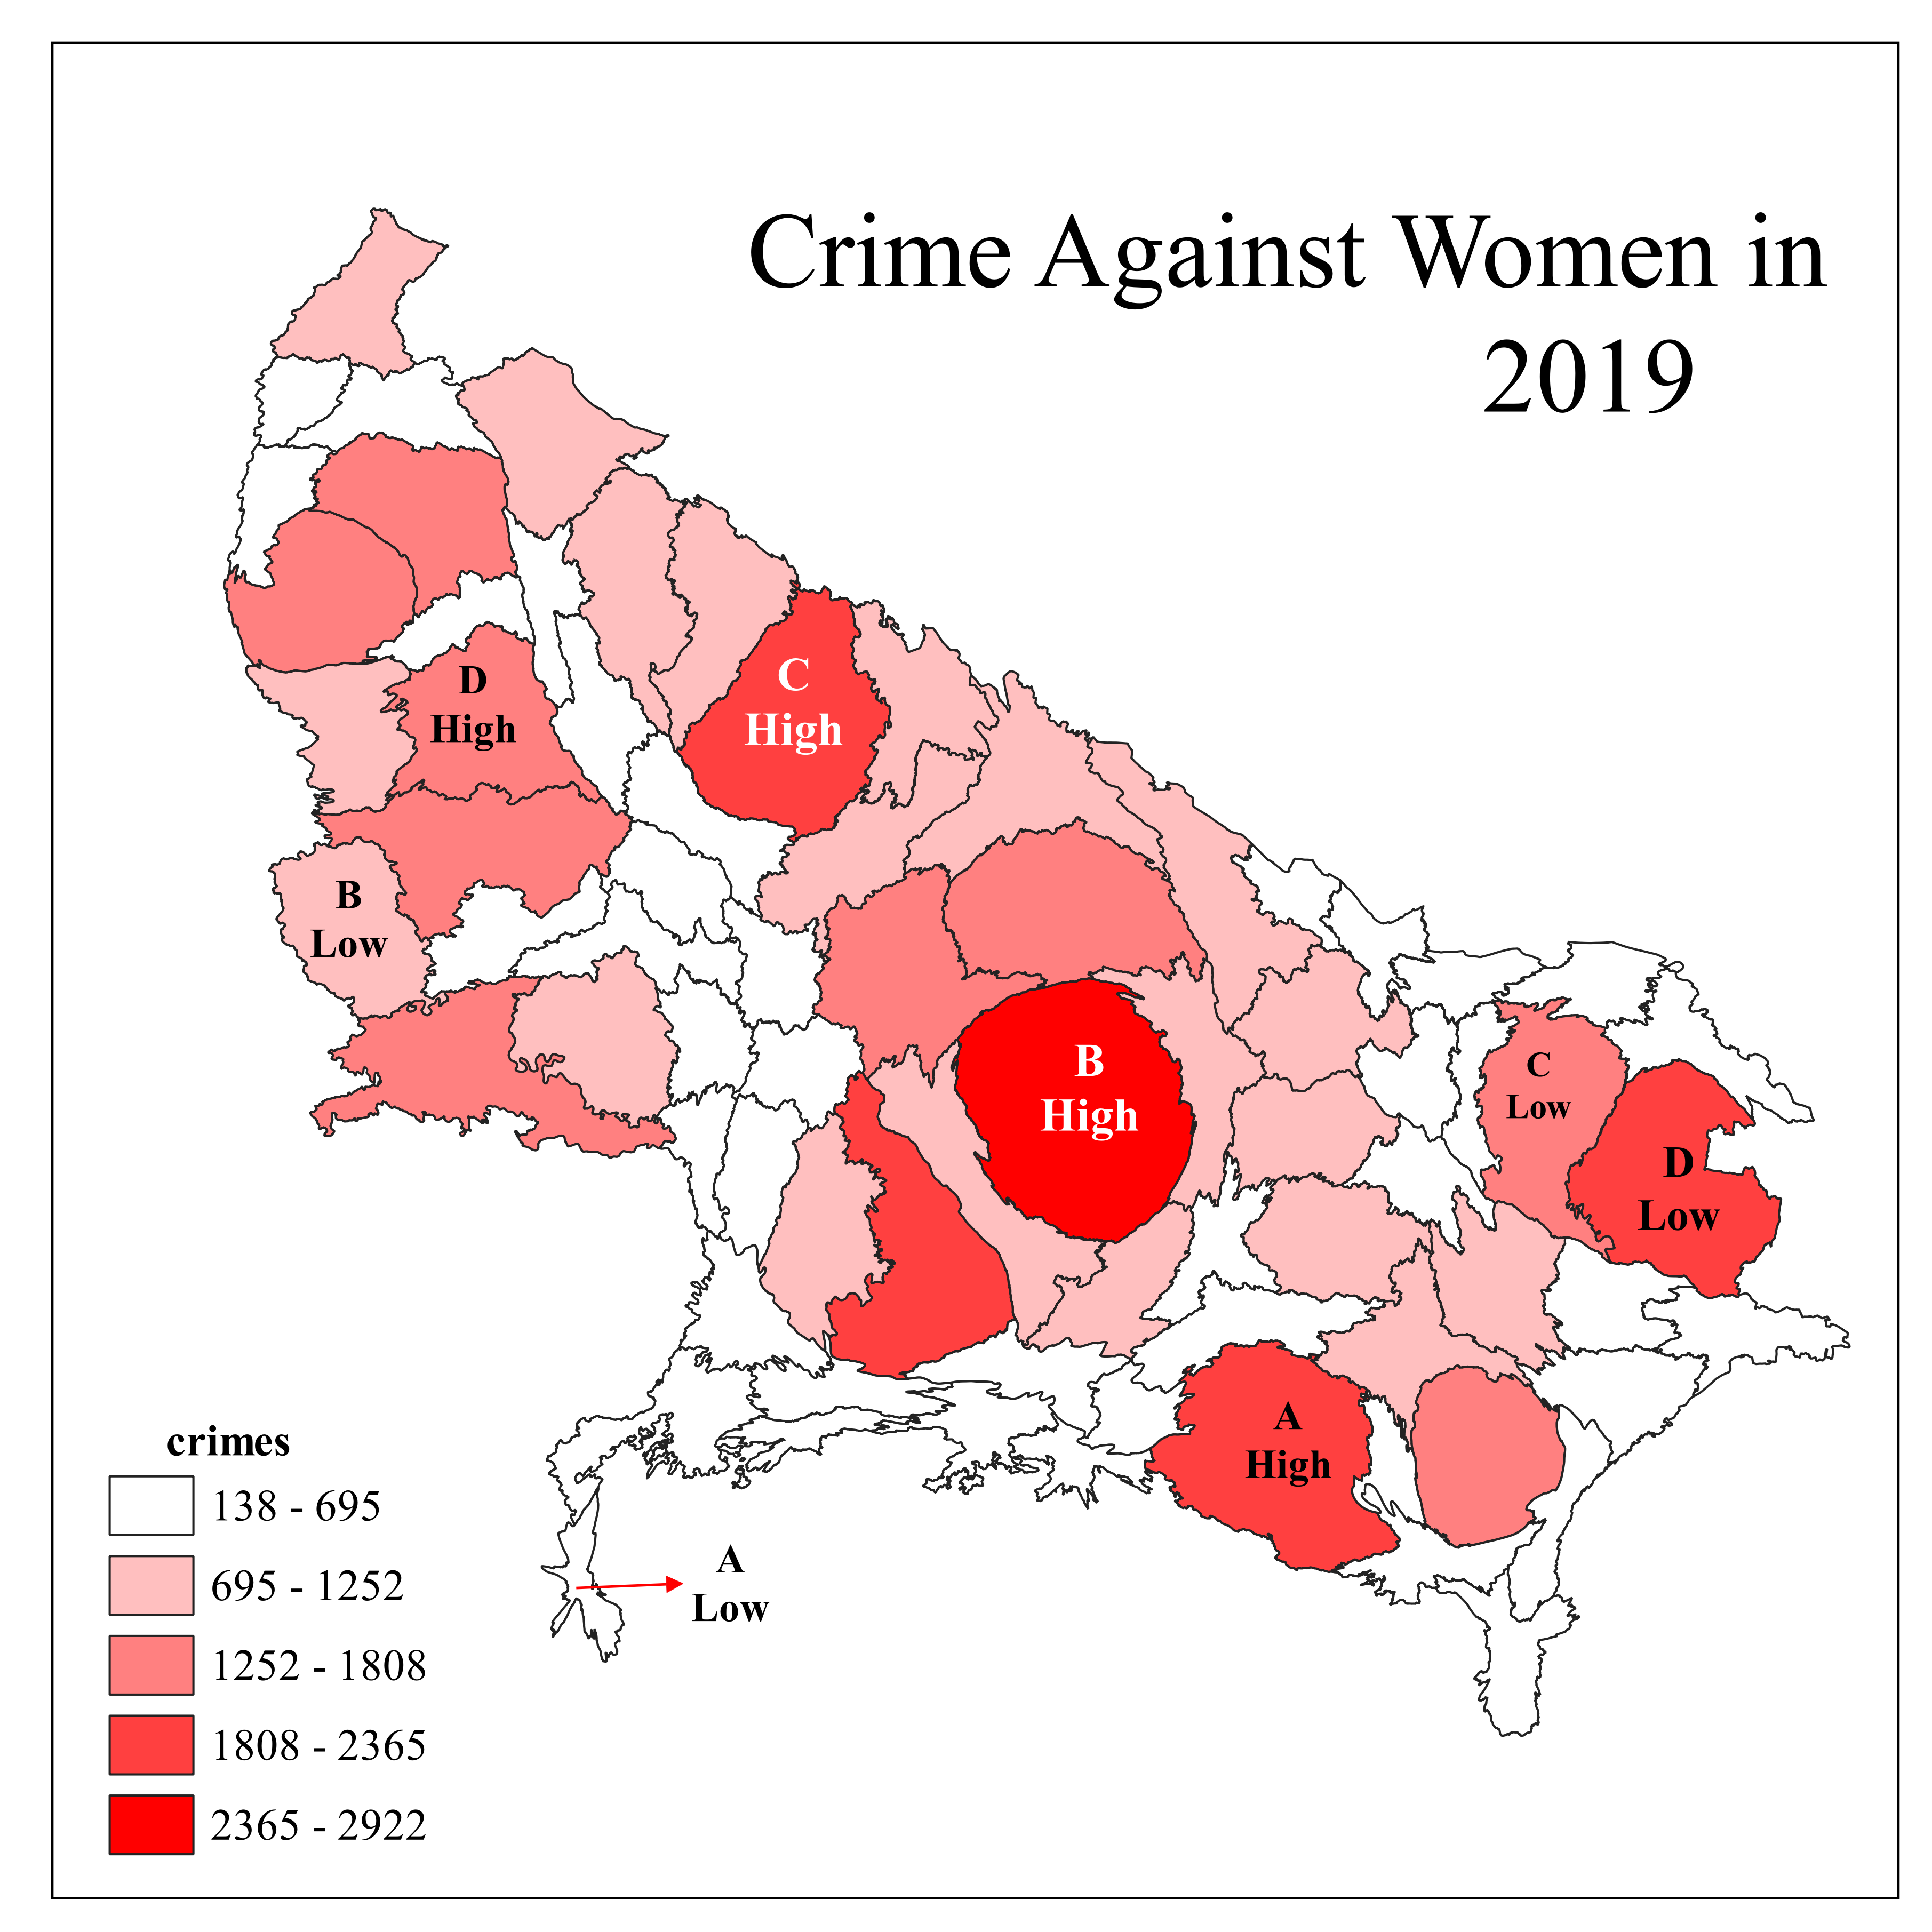 Crime Against Women in
2019
C
High
D
High
B
Low
B
High
C
Low
D
Low
A
High
A
Low
crimes
138 - 695
695 - 1252
1252 - 1808
1808 - 2365
2365 - 2922